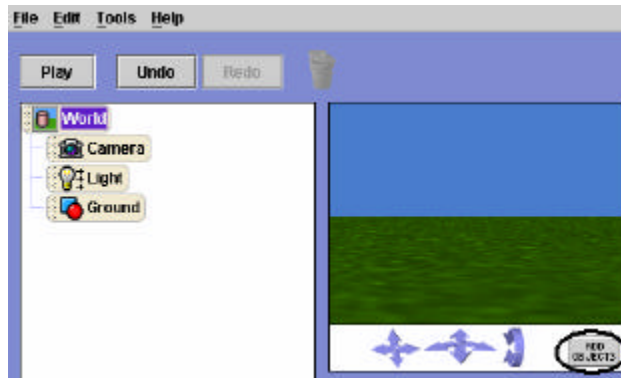 File Edit Tools Help
Play Undo Redo
World
Camera
Light
Ground
ADD
OBJECTS